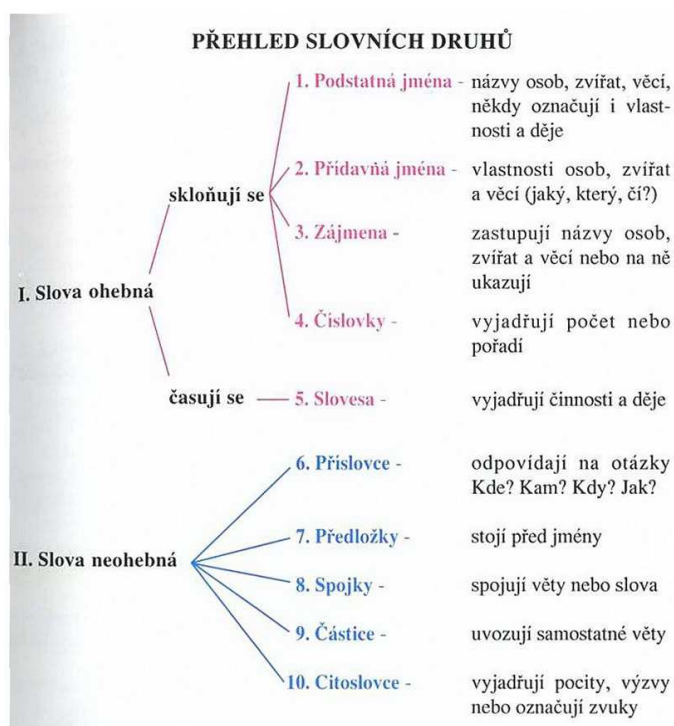 PŘEHLED SLOVNÍCH DRUHŮ
1. Podstatná jména - názvy osob, zvířat, věcí,
někdy označují i vlast-
nosti a děje
2. Přídavná jména - vlastnosti osob, zvířat
a věcí (jaký, který, čí?)
skloňují se
3. Zájmena - zastupují názvy osob,
zvířat a věcí nebo na ně
ukazují
I. Slova ohebná
4. Číslovky - vyjadřují počet nebo
pořadí
časují se
5. Slovesa - vyjadřují činnosti a děje
6. Příslovce - odpovídají na otázky
Kde? Kam? Kdy? Jak?
7. Předložky - stojí před jmény
II. Slova neohebná
8. Spojky - spojují věty nebo slova
9. Částice - uvozují samostatné věty
10. Citoslovce - vyjadřují pocity, výzvy
nebo označují zvuky